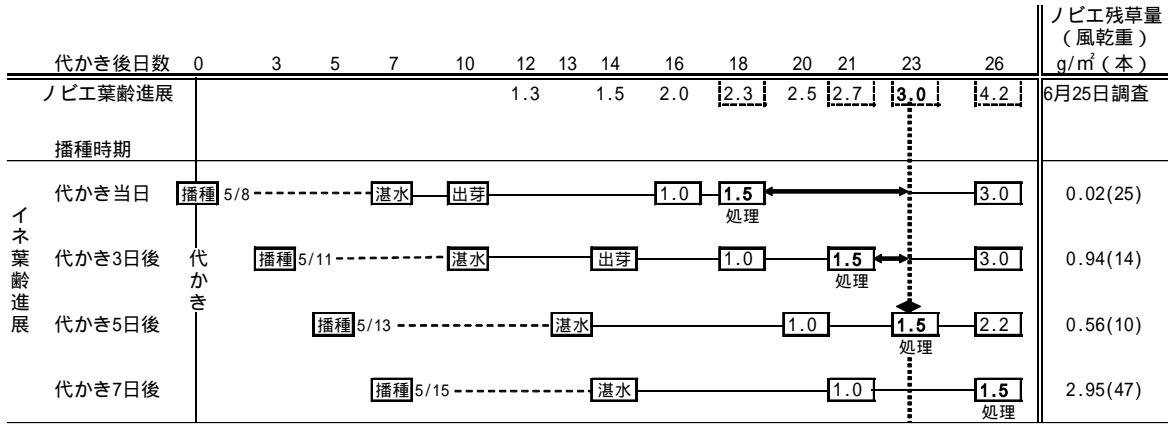 ノビエ残草量
(風乾重)
代かき後日数 0 3 5 7 10 12 13 14 16 18 20 21 23 26 g/㎡(本)
ノビエ葉齢進展 1.3 1.5 2.0 2.3 2.5 2.7 3.0 4.2 6月25日調査
播種時期
代かき当日 播種 5/8 湛水 出芽 1.0 1.5 3.0 0.02(25)
処理
代かき3日後 播種 5/11 湛水 出芽 1.0 1.5 3.0 0.94(14)
処理
代かき5日後 播種 5/13 湛水 1.0 1.5 2.2 0.56(10)
処理
代かき7日後 播種 5/15 湛水 1.0 1.5 2.95(47)
処理
イネ葉齢進展
代かき